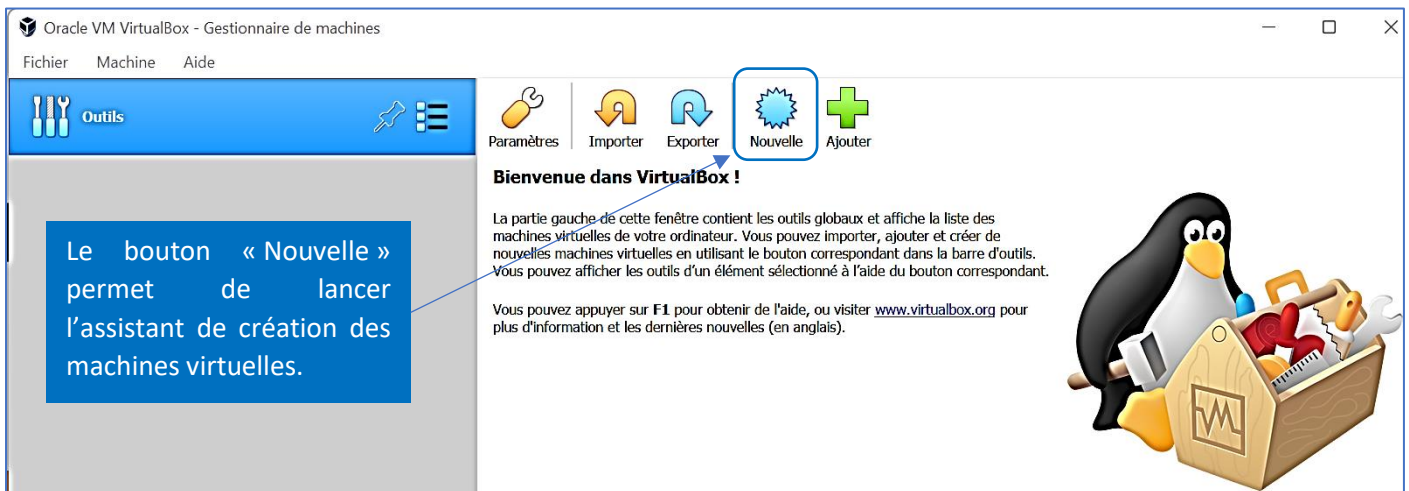 Oracle VM VirtualBox - Gestionnaire de machines
Fichier Machine Aide
Outils
Paramètres Importer Exporter Nouvelle Ajouter
Bienvenue dans VirtualBox !
La partie gauche de cette fenêtre contient les outils globaux et affiche la liste des
machines virtuelles de votre ordinateur. Vous pouvez importer, ajouter et créer de
nouvelles machines virtuelles en utilisant le bouton correspondant dans la barre d'outils.
Vous pouvez afficher les outils d'un élément sélectionné à l'aide du bouton correspondant.
Vous pouvez appuyer sur F1 pour obtenir de l'aide, ou visiter www.virtualbox.org pour
plus d'information et les dernières nouvelles (en anglais).
Le bouton « Nouvelle »
permet de lancer
l’assistant de création des
machines virtuelles.